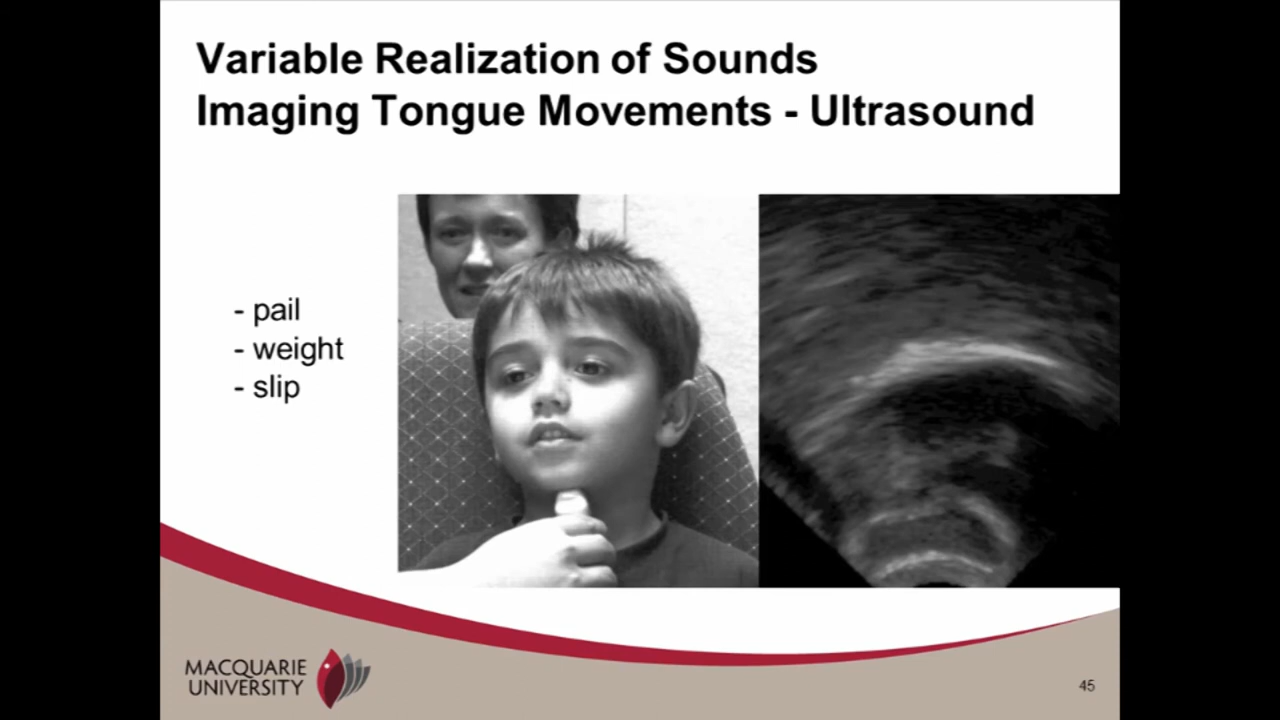 Variable Realization of Sounds
Imaging Tongue Movements - Ultrasound
- pail
- weight
- slip
MACQUARIE
UNIVERSITY
45